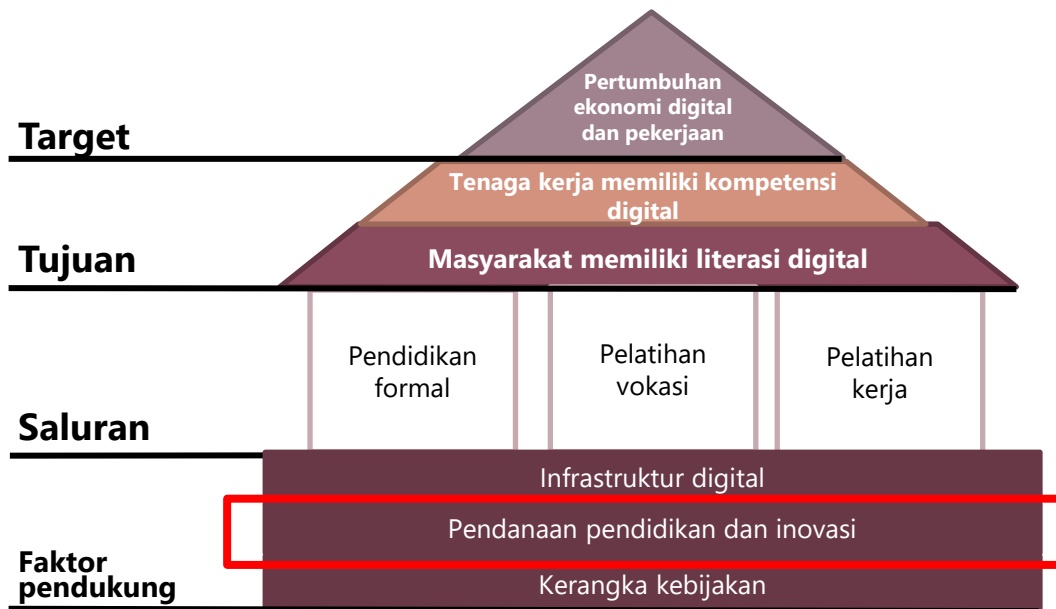 Pertumbuhan
ekonomi digital
dan pekerjaan
Target
Tenaga kerja memiliki kompetensi
digital
Tujuan
Masyarakat memiliki literasi digital
Pendidikan
formal
Pelatihan
vokasi
Pelatihan
kerja
Saluran
Infrastruktur digital
Pendanaan pendidikan dan inovasi
Faktor
pendukung
Kerangka kebijakan